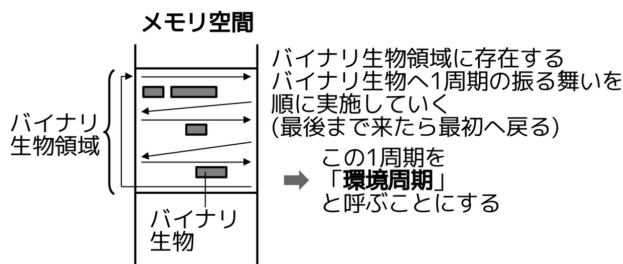 メモリ空間
バイナリ生物領域に存在する
バイナリ生物へ1周期の振る舞いを
順に実施していく
(最後まで来たら最初へ戻る)
バイナリ
生物領域
この1周期を
「環境周期」
と呼ぶことにする
バイナリ
生物